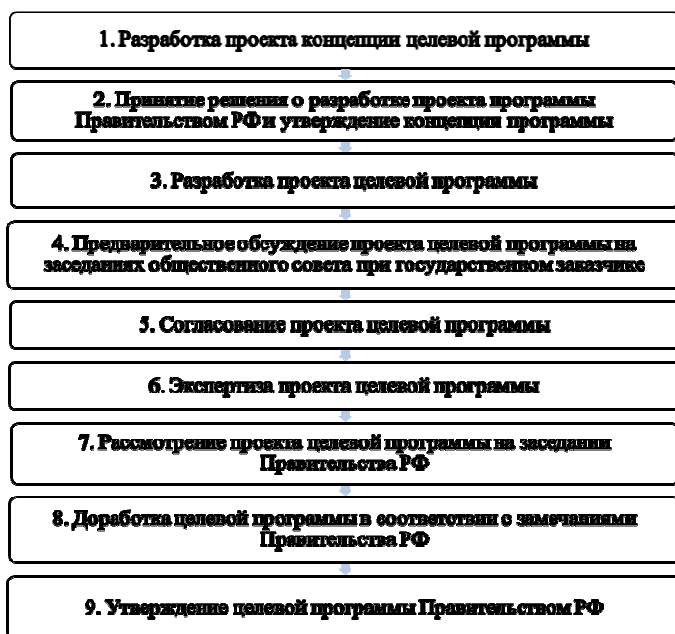 1. Разработка проекта концепции целевой программы
2. Принятие решения о разработке проекта программы
Правительством РФ и утверждение концепции программы
3. Разработка проекта целевой программы
4. Предварительное обсуждение проекта целевой программы на
заседаниях общественного совета при государственном заказчике
5. Согласование проекта целевой программы
6. Экспертиза проекта целевой программы
7. Рассмотрение проекта целевой программы на заседании
Правительства РФ
8. Доработка целевой программы в соответствии с замечаниями
Правительства РФ
9. Утверждение целевой программы Правительством РФ